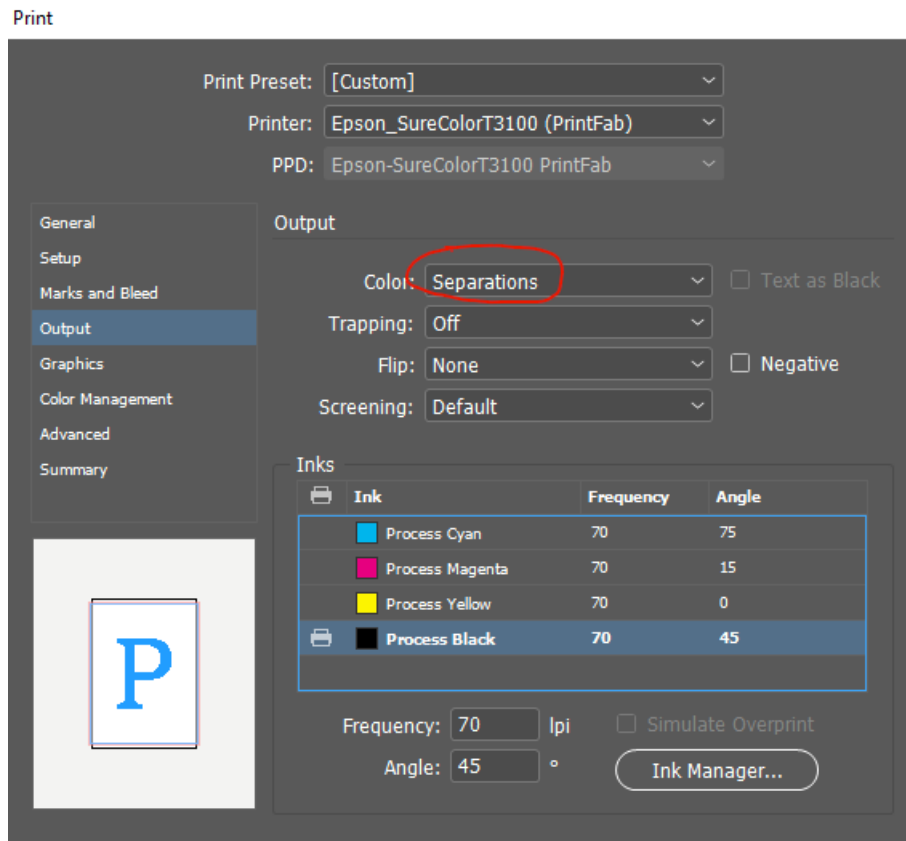 Print
Print Preset: [Custom]
Printer: Epson_SureColorT3100 (PrintFab)
PPD: Epson-SureColorT3100 PrintFab
General
Setup
Marks and Bleed
Output
Graphics
Color Management
Advanced
Summary
P
Output
Color: Separations Text as Black
Trapping: Off
Flip: None Negative
Screening: Default
Inks
Ink Frequency Angle
Process Cyan 70 75
Process Magenta 70 15
Process Yellow 70 0
Process Black 70 45
Frequency: 70 lpi Simulate Overprint
Angle: 45 ° Ink Manager...